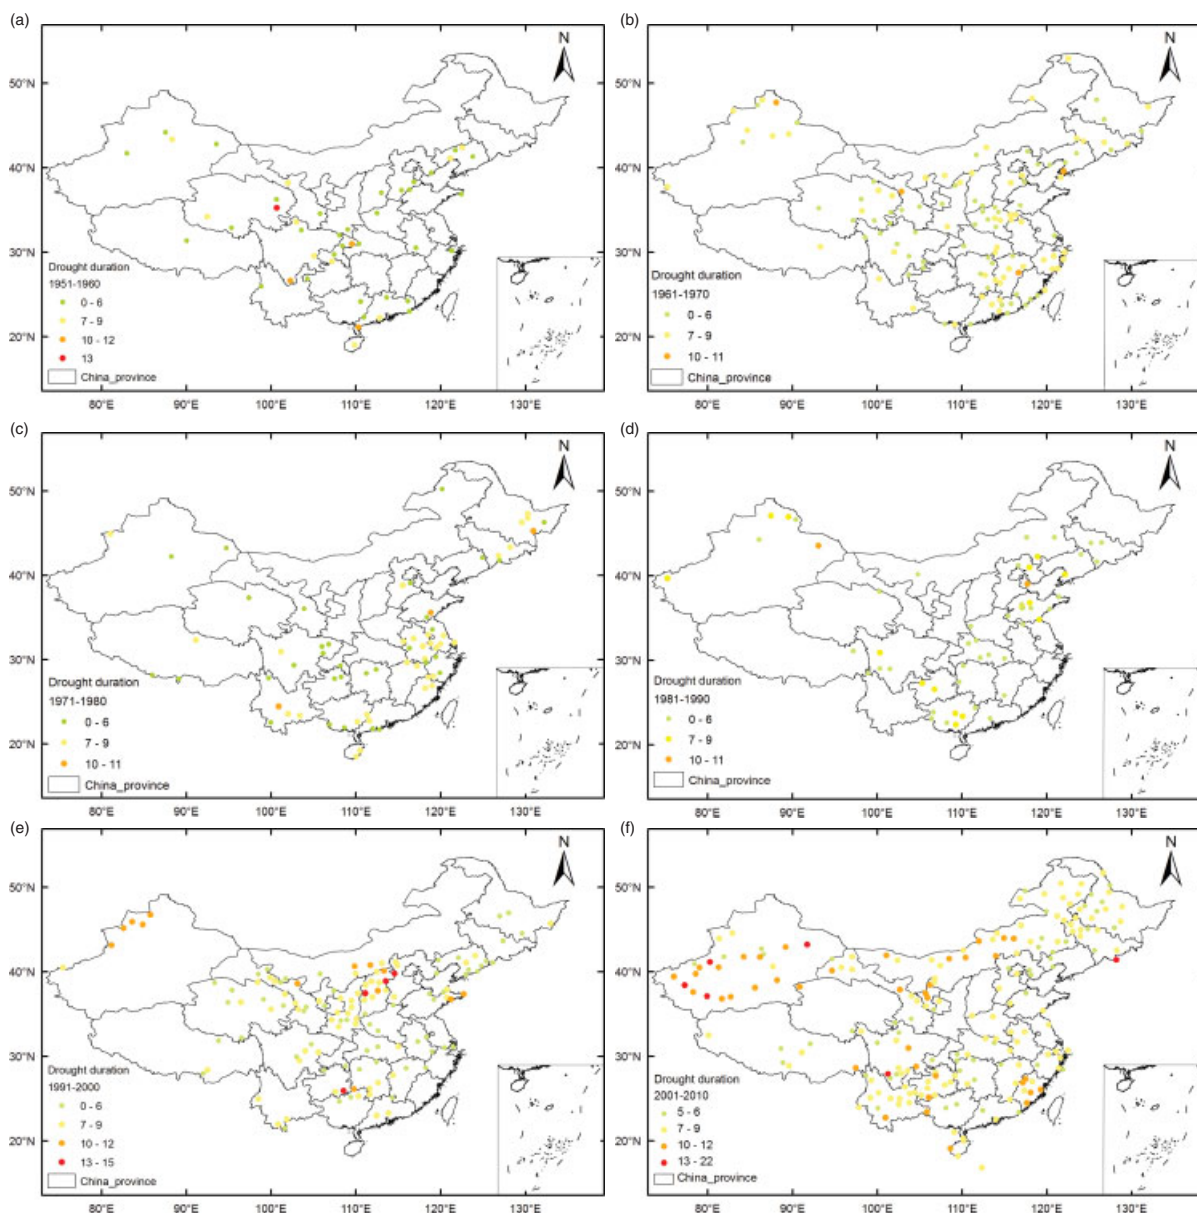 (a)
N
50°N
40°N
30°N
20°N
Drought duration
1951-1960
0 - 6
7 - 9
10 - 12
13
China_province
80°E 90°E 100°E 110°E 120°E 130°E
(b)
N
50°N
40°N
30°N
20°N
Drought duration
1961-1970
0 - 6
7 - 9
10 - 11
China_province
80°E 90°E 100°E 110°E 120°E 130°E
(c)
N
50°N
40°N
30°N
20°N
Drought duration
1971-1980
0 - 6
7 - 9
10 - 11
China_province
80°E 90°E 100°E 110°E 120°E 130°E
(d)
N
50°N
40°N
30°N
20°N
Drought duration
1981-1990
0 - 6
7 - 9
10 - 11
China_province
80°E 90°E 100°E 110°E 120°E 130°E
(e)
N
50°N
40°N
30°N
20°N
Drought duration
1991-2000
0 - 6
7 - 9
10 - 12
13 - 15
China_province
80°E 90°E 100°E 110°E 120°E 130°E
(f)
N
50°N
40°N
30°N
20°N
Drought duration
2001-2010
5 - 6
7 - 9
10 - 12
13 - 22
China_province
80°E 90°E 100°E 110°E 120°E 130°E